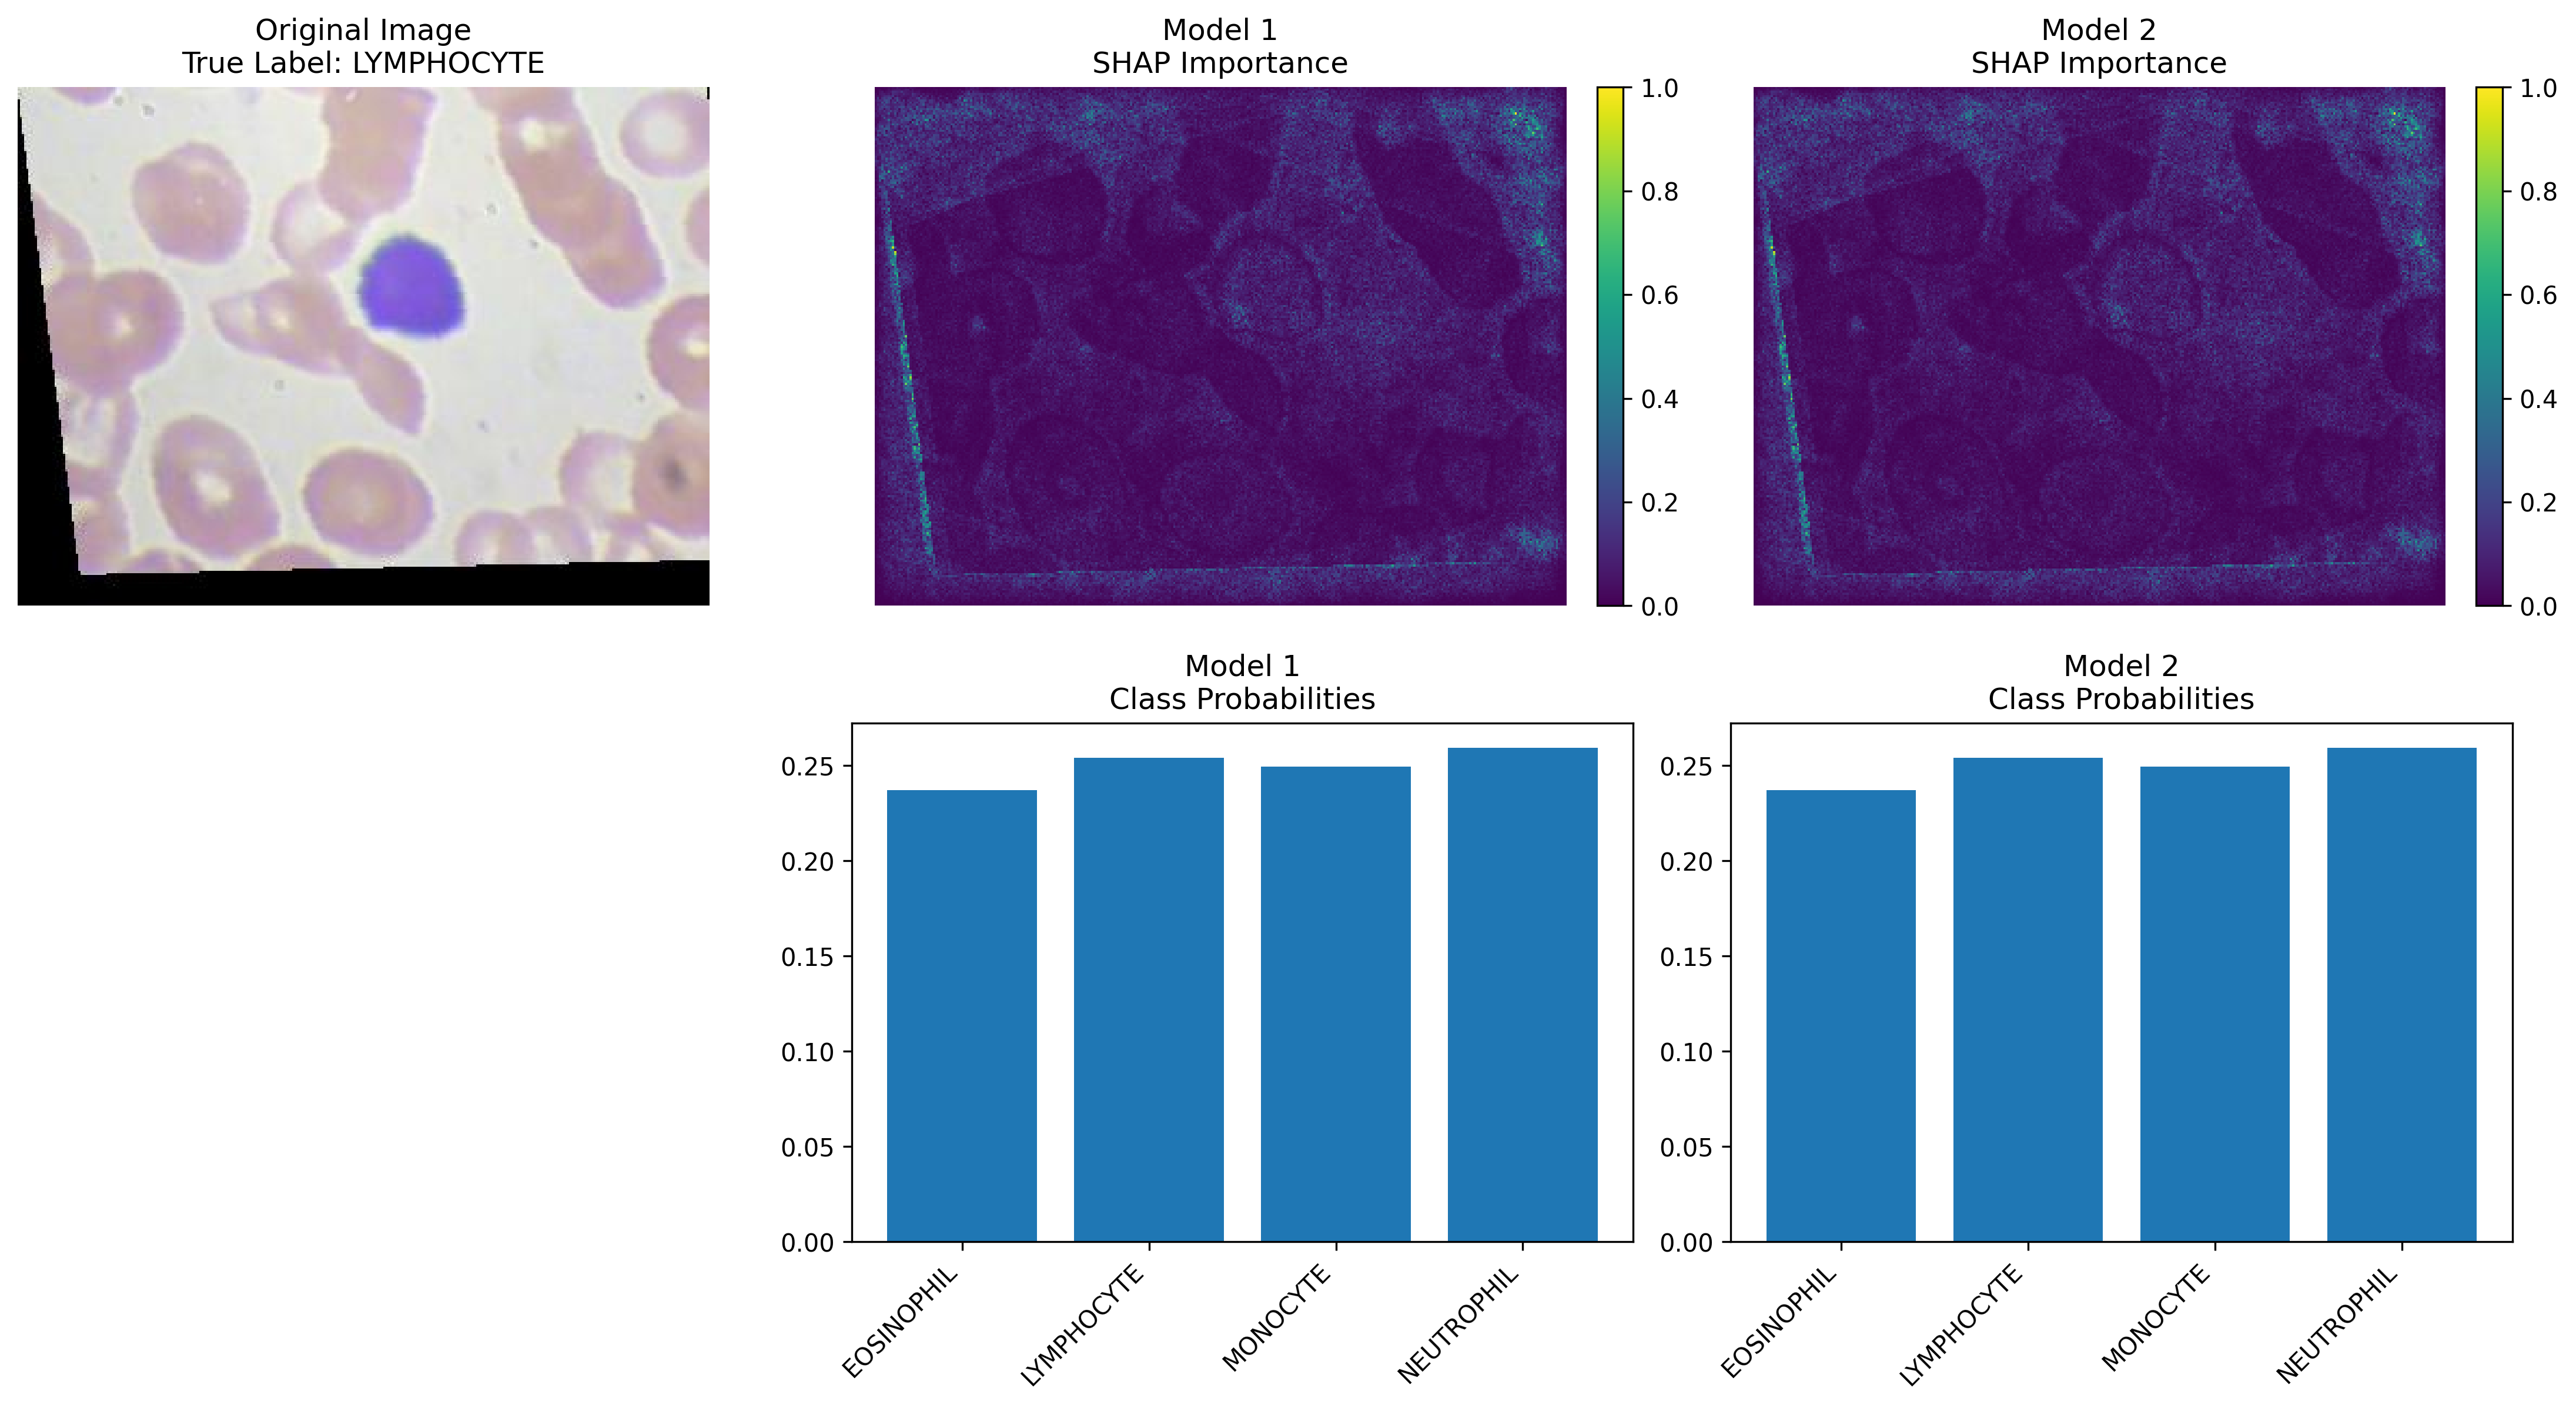 Original Image
True Label: LYMPHOCYTE
Model 1
SHAP Importance
1.0
0.8
0.6
0.4
0.2
0.0
Model 2
SHAP Importance
1.0
0.8
0.6
0.4
0.2
0.0
Model 1
Class Probabilities
0.25
0.20
0.15
0.10
0.05
0.00
EOSINOPHIL
LYMPHOCYTE
MONOCYTE
NEUTROPHIL
Model 2
Class Probabilities
0.25
0.20
0.15
0.10
0.05
0.00
EOSINOPHIL
LYMPHOCYTE
MONOCYTE
NEUTROPHIL